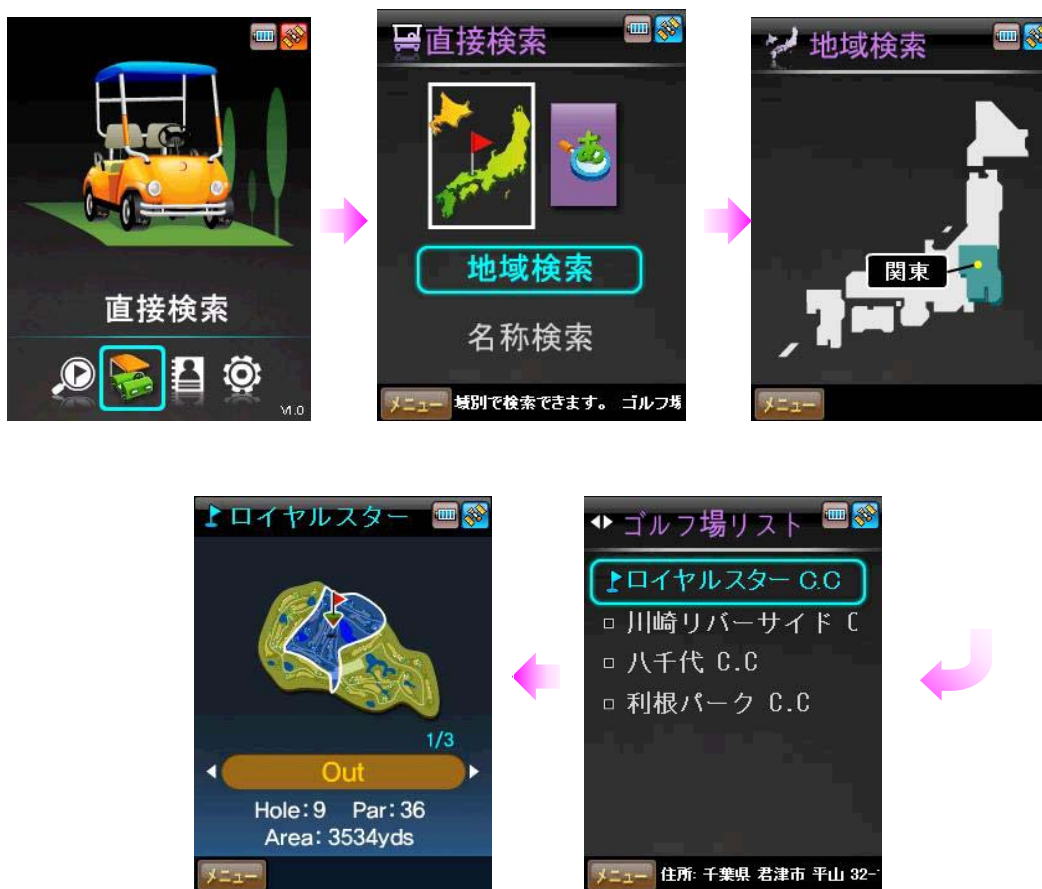 直接検索
V1.0
直接検索
地域検索
名称検索
メニュー 域別で検索できます。 ゴルフ場
地域検索
関東
メニュー
ゴルフ場リスト
ロイヤルスター C.C
川崎リバーサイド C
八千代 C.C
利根パーク C.C
メニュー 住所: 千葉県 君津市 平山 32-
ロイヤルスター
1/3
Out
Hole:9 Par:36
Area: 3534yds
メニュー